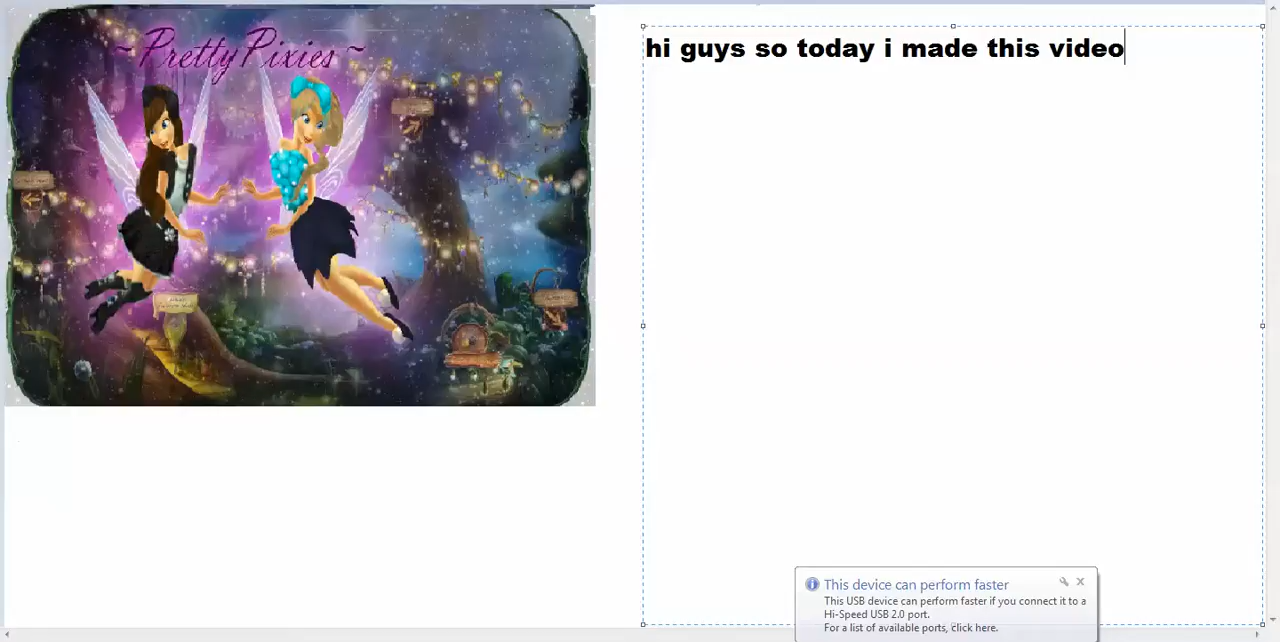 ~PrettyPixies~
hi guys so today i made this video
This device can perform faster
This USB device can perform faster if you connect it to a
Hi-Speed USB 2.0 port.
For a list of available ports, click here.